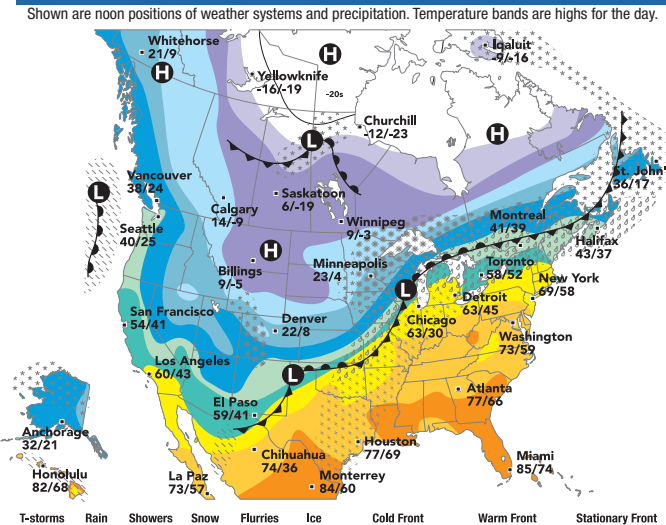 Shown are noon positions of weather systems and precipitation. Temperature bands are highs for the day.
Whitehorse
21/9
H
H
Iqaluit
-9/-16
Yellowknife
-16/-19
-20s
Churchill
-12/-23
H
L
Vancouver
38/24
L
Saskatoon
6/-19
St. John'
36/17
Calgary
14/-9
Winnipeg
9/-3
Montreal
41/39
Seattle
40/25
H
Halifax
43/37
Billings
9/-5
Minneapolis
23/4
Toronto
58/52
New York
69/58
L
Detroit
63/45
San Francisco
54/41
Denver
22/8
Chicago
63/30
Washington
73/59
Los Angeles
60/43
L
El Paso
59/41
Atlanta
77/66
Anchorage
32/21
Houston
77/69
Chihuahua
74/36
Miami
85/74
Honolulu
82/68
La Paz
73/57
Monterrey
84/60
T-storms Rain Showers Snow Flurries Ice Cold Front Warm Front Stationary Front